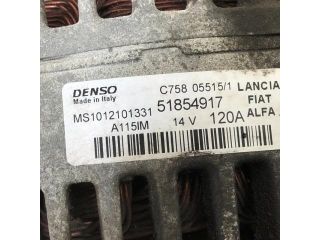 DENSO C758 05515/1 LANCIA
Made in Italy 51854917 FIAT
MS1012101331 120A ALFA
A115IM 14 V